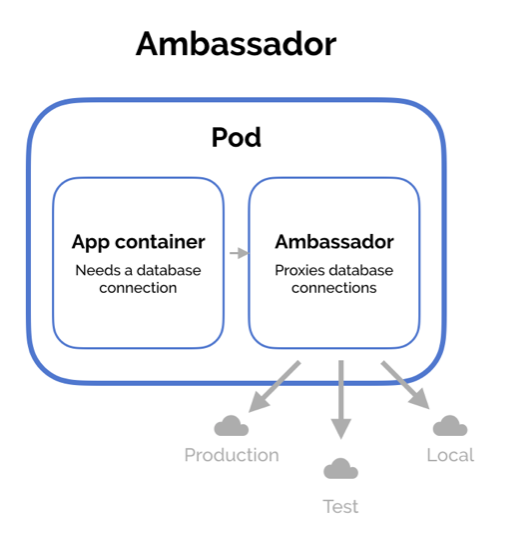 Ambassador
Pod
App container
Needs a database
connection
Ambassador
Proxies database
connections
Production
Local
Test